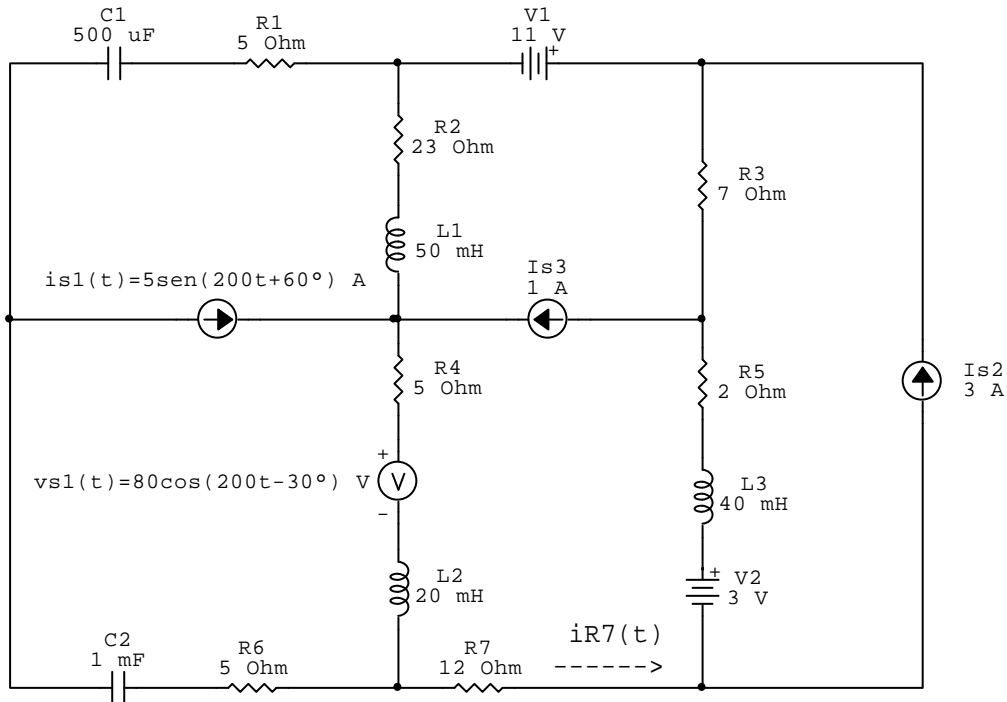 C1
500 uF
R1
5 Ohm
V1
11 V
+
R2
23 Ohm
R3
7 Ohm
L1
50 mH
is1(t)=5sen(200t+60º) A
Is3
1 A
R4
5 Ohm
R5
2 Ohm
Is2
3 A
+
vs1(t)=80cos(200t-30º) V
V
-
L3
40 mH
L2
20 mH
+
V2
3 V
C2
1 mF
R6
5 Ohm
R7
12 Ohm
iR7(t)
------>